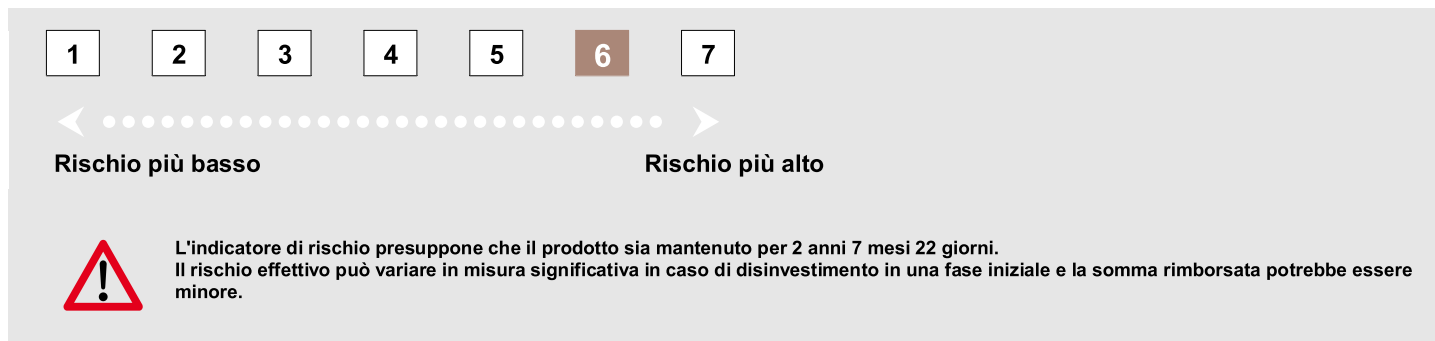 1 2 3 4 5 6 7
Rischio più basso Rischio più alto
L'indicatore di rischio presuppone che il prodotto sia mantenuto per 2 anni 7 mesi 22 giorni.
Il rischio effettivo può variare in misura significativa in caso di disinvestimento in una fase iniziale e la somma rimborsata potrebbe essere
minore.